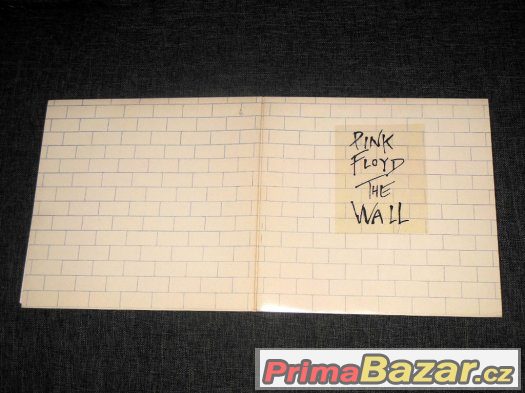 PINK
FLOYD
THE
WALL
PrimaBazar.cz